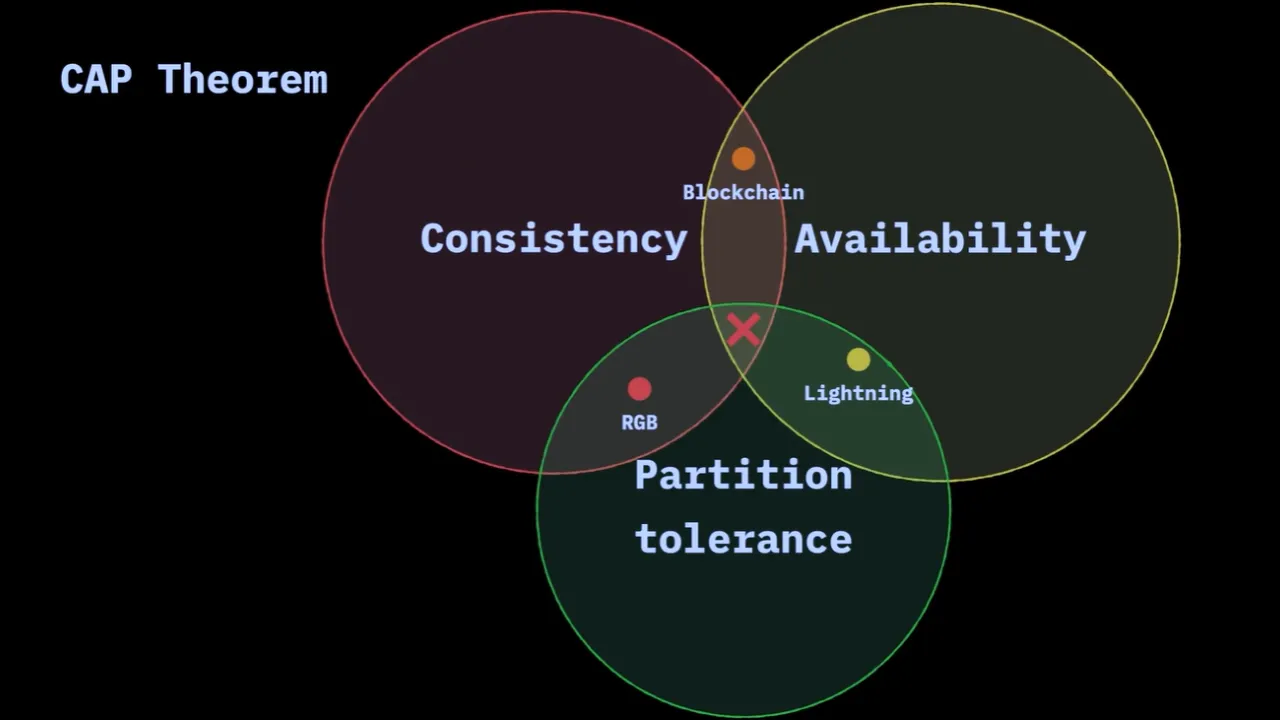 CAP Theorem
Blockchain
Consistency
Availability
Lightning
RGB
Partition
tolerance